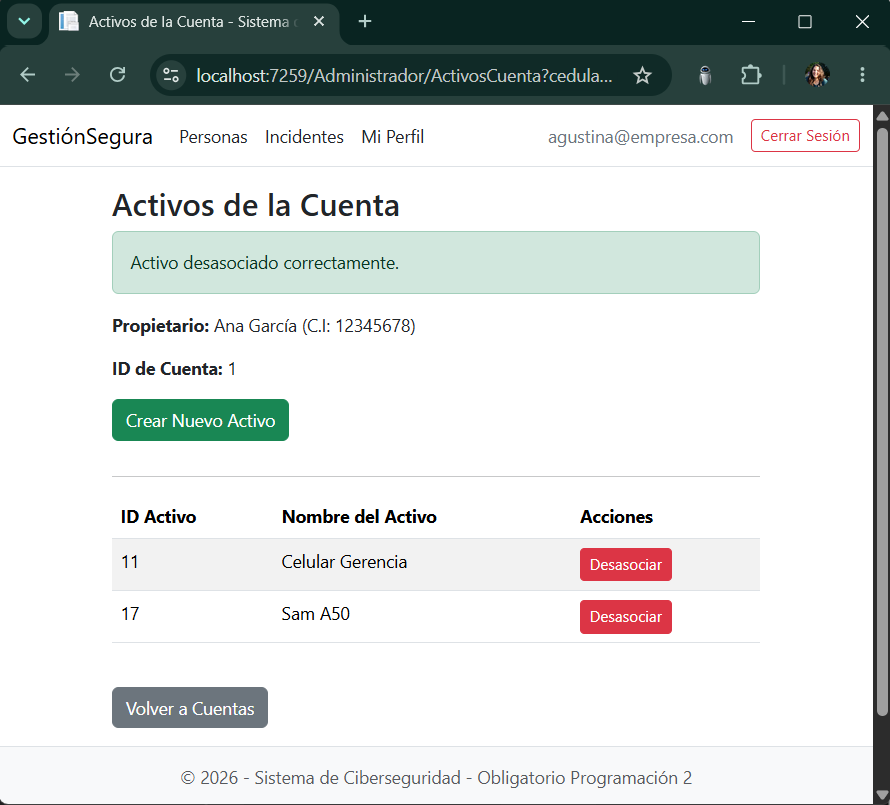 Activos de la Cuenta - Sistema
localhost:7259/Administrador/ActivosCuenta?cedula...
GestiónSegura Personas Incidentes Mi Perfil agustina@empresa.com Cerrar Sesión
Activos de la Cuenta
Activo desasociado correctamente.
Propietario: Ana García (C.I: 12345678)
ID de Cuenta: 1
Crear Nuevo Activo
ID Activo Nombre del Activo Acciones
11 Celular Gerencia Desasociar
17 Sam A50 Desasociar
Volver a Cuentas
© 2026 - Sistema de Ciberseguridad - Obligatorio Programación 2